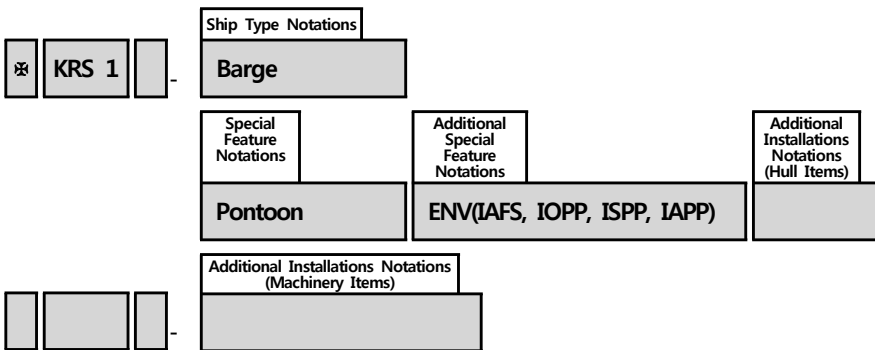 Ship Type Notations
✠ KRS 1 - Barge
Special
Feature
Notations
Additional
Special
Feature
Notations
Additional
Installations
Notations
(Hull Items)
Pontoon
ENV(IAFS, IOPP, ISPP, IAPP)
Additional Installations Notations
(Machinery Items)
-